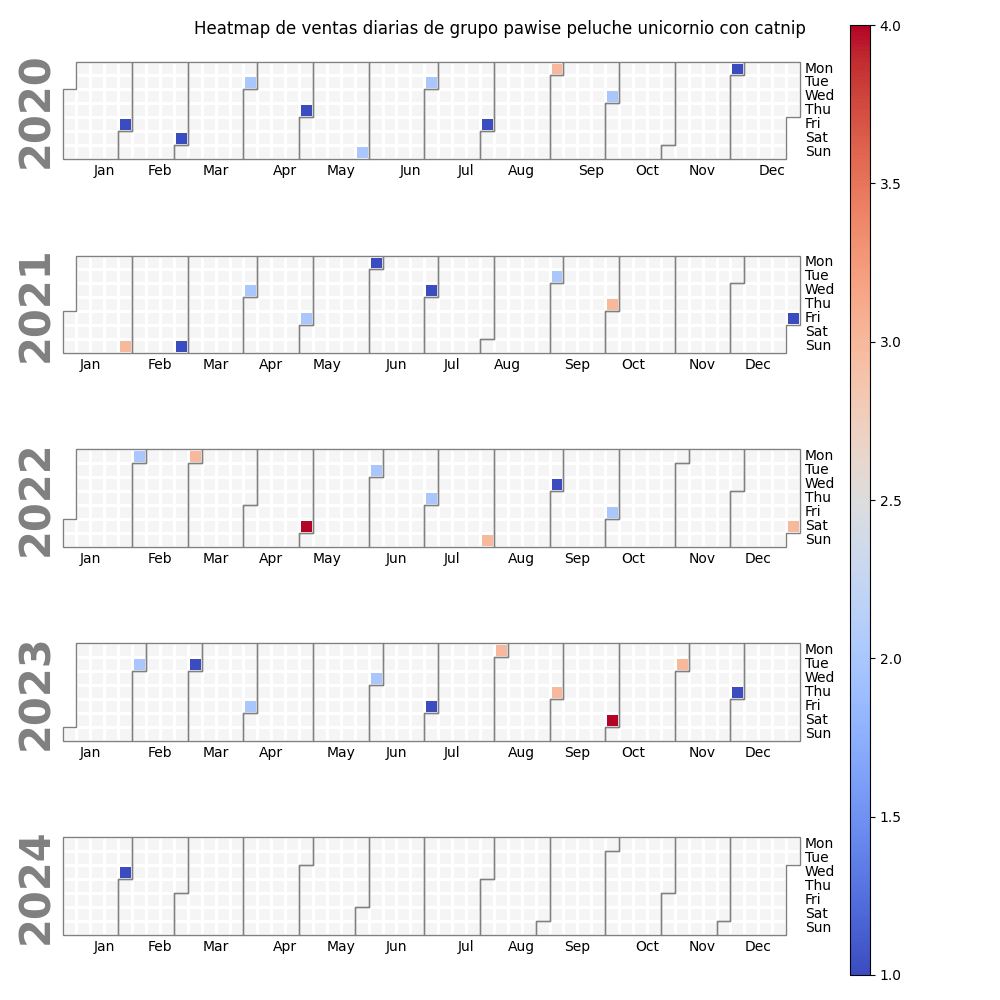 Heatmap de ventas diarias de grupo pawise peluche unicornio con catnip
2020
Mon
Tue
Wed
Thu
Fri
Sat
Sun
Jan Feb Mar Apr May Jun Jul Aug Sep Oct Nov Dec
2021
Mon
Tue
Wed
Thu
Fri
Sat
Sun
Jan Feb Mar Apr May Jun Jul Aug Sep Oct Nov Dec
2022
Mon
Tue
Wed
Thu
Fri
Sat
Sun
Jan Feb Mar Apr May Jun Jul Aug Sep Oct Nov Dec
2023
Mon
Tue
Wed
Thu
Fri
Sat
Sun
Jan Feb Mar Apr May Jun Jul Aug Sep Oct Nov Dec
2024
Mon
Tue
Wed
Thu
Fri
Sat
Sun
Jan Feb Mar Apr May Jun Jul Aug Sep Oct Nov Dec
4.0
3.5
3.0
2.5
2.0
1.5
1.0